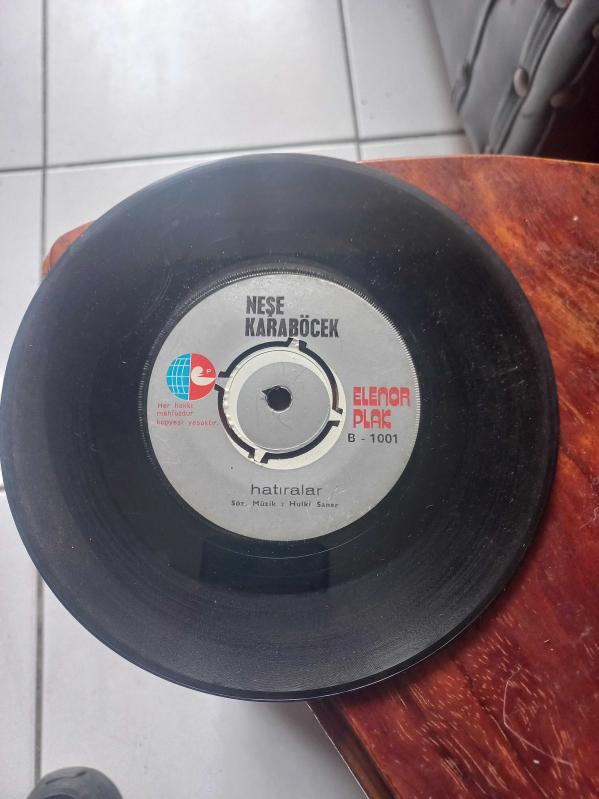 NEŞE
KARABÖCEK
Her hakkı
mahfuzdur
kopyesi yasaktır.
ELENOR
PLAK
B - 1001
hatıralar
Söz, Müzik : Hulki Saner